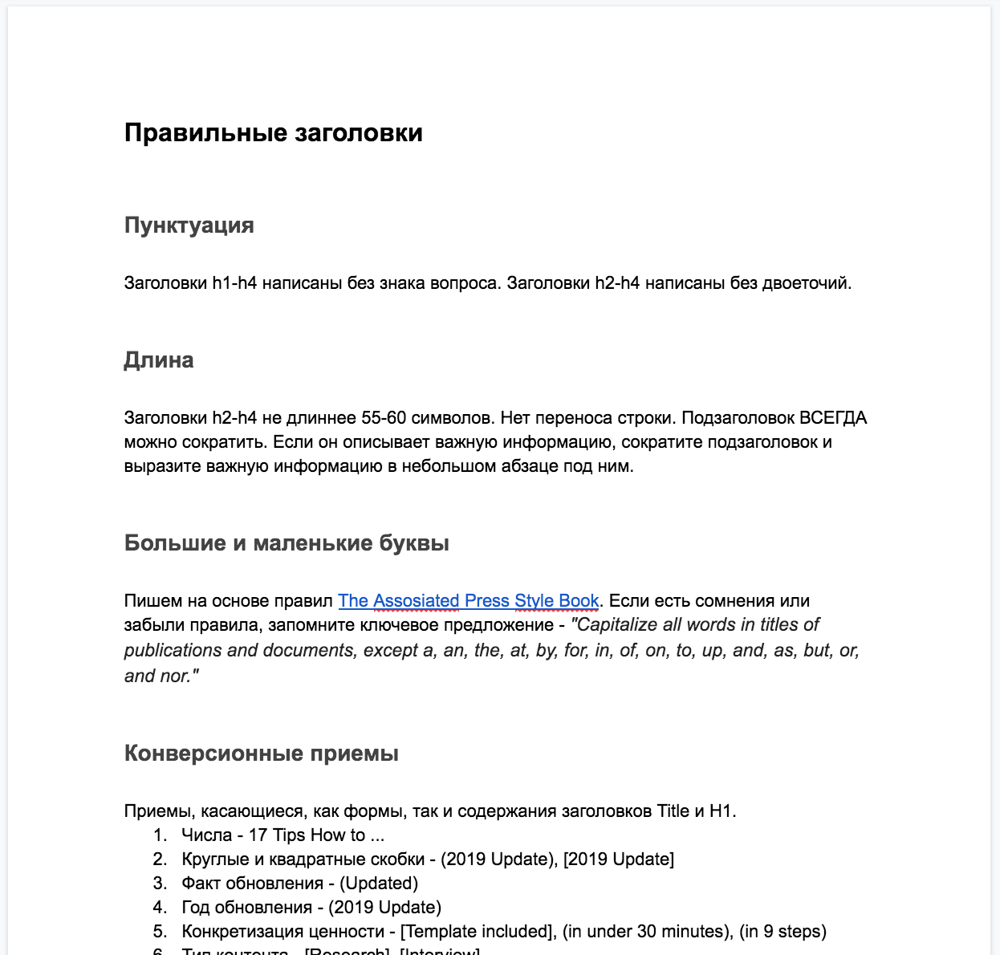 Правильные заголовки
Пунктуация
Заголовки h1-h4 написаны без знака вопроса. Заголовки h2-h4 написаны без двоеточий.
Длина
Заголовки h2-h4 не длиннее 55-60 символов. Нет переноса строки. Подзаголовок ВСЕГДА
можно сократить. Если он описывает важную информацию, сократите подзаголовок и
выразите важную информацию в небольшом абзаце под ним.
Большие и маленькие буквы
Пишем на основе правил The Assosiated Press Style Book. Если есть сомнения или
забыли правила, запомните ключевое предложение - "Capitalize all words in titles of
publications and documents, except a, an, the, at, by, for, in, of, on, to, up, and, as, but, or,
and nor."
Конверсионные приемы
Приемы, касающиеся, как формы, так и содержания заголовков Title и H1.
1. Числа - 17 Tips How to ...
2. Круглые и квадратные скобки - (2019 Update), [2019 Update]
3. Факт обновления - (Updated)
4. Год обновления - (2019 Update)
5. Конкретизация ценности - [Template included], (in under 30 minutes), (in 9 steps)
6. Тип контента - [Research], [Interview]